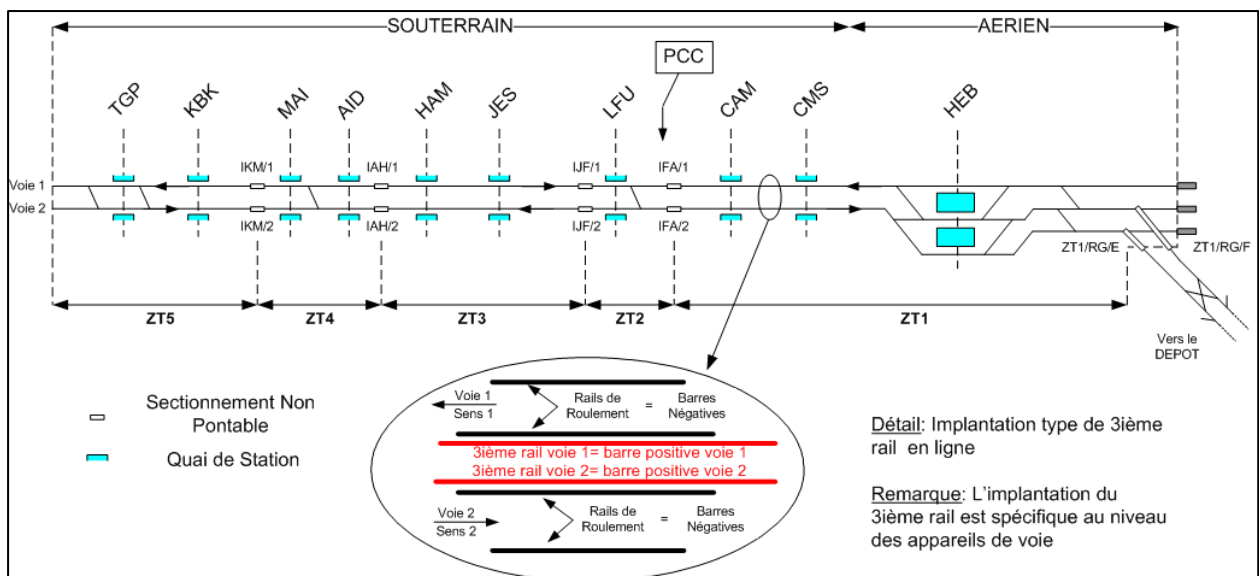 SOUTERRAIN
AERIEN
PCC
TGP
KBK
MAI
AID
HAM
JES
LFU
CAM
CMS
HEB
IKM/1
IAH/1
IJF/1
IFA/1
Voie 1
Voie 2
IKM/2
IAH/2
IJF/2
IFA/2
ZT1/RG/E
ZT1/RG/F
ZT5
ZT4
ZT3
ZT2
ZT1
Vers le
DEPOT
Sectionnement Non
Pontable
Quai de Station
Voie 1
Sens 1
Rails de
Roulement
=
Barres
Négatives
3ième rail voie 1= barre positive voie 1
3ième rail voie 2= barre positive voie 2
Voie 2
Sens 2
Rails de
Roulement
=
Barres
Négatives
Détail: Implantation type de 3ième
rail en ligne
Remarque: L'implantation du
3ième rail est spécifique au niveau
des appareils de voie